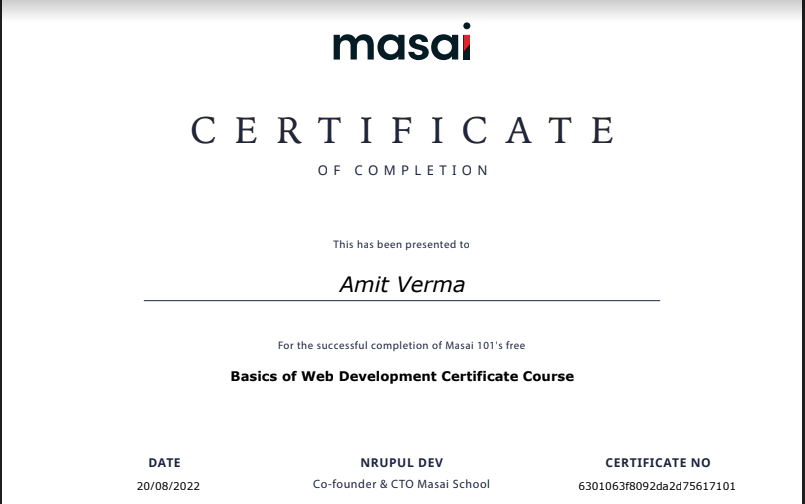 masai
CERTIFICATE
OF COMPLETION
This has been presented to
Amit Verma
For the successful completion of Masai 101's free
Basics of Web Development Certificate Course
DATE NRUPUL DEV CERTIFICATE NO
20/08/2022 Co-founder & CTO Masai School 6301063f8092da2d75617101